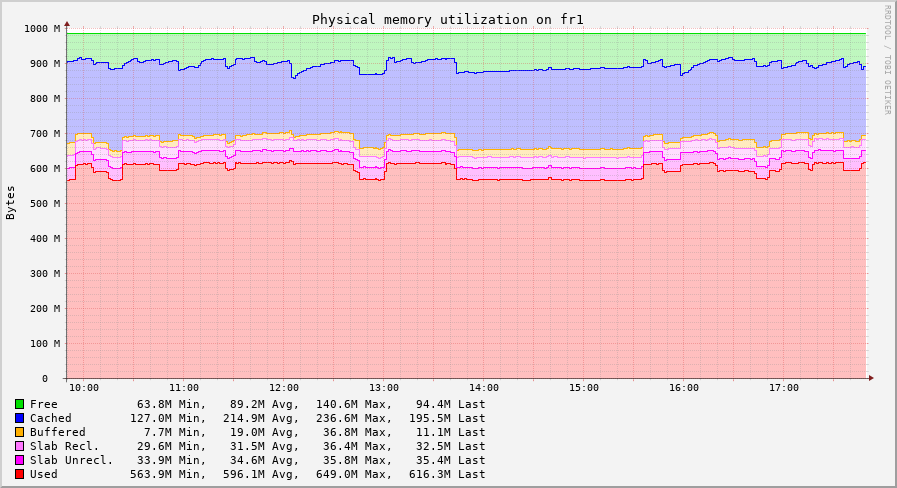 Physical memory utilization on fr1
RRDTOOL / TOBI OETIKER
Bytes
1000 M
900 M
800 M
700 M
600 M
500 M
400 M
300 M
200 M
100 M
0
10:00 11:00 12:00 13:00 14:00 15:00 16:00 17:00
Free 63.8M Min, 89.2M Avg, 140.6M Max, 94.4M Last
Cached 127.0M Min, 214.9M Avg, 236.6M Max, 195.5M Last
Buffered 7.7M Min, 19.0M Avg, 36.8M Max, 11.1M Last
Slab Recl. 29.6M Min, 31.5M Avg, 36.4M Max, 32.5M Last
Slab Unrecl. 33.9M Min, 34.6M Avg, 35.8M Max, 35.4M Last
Used 563.9M Min, 596.1M Avg, 649.0M Max, 616.3M Last